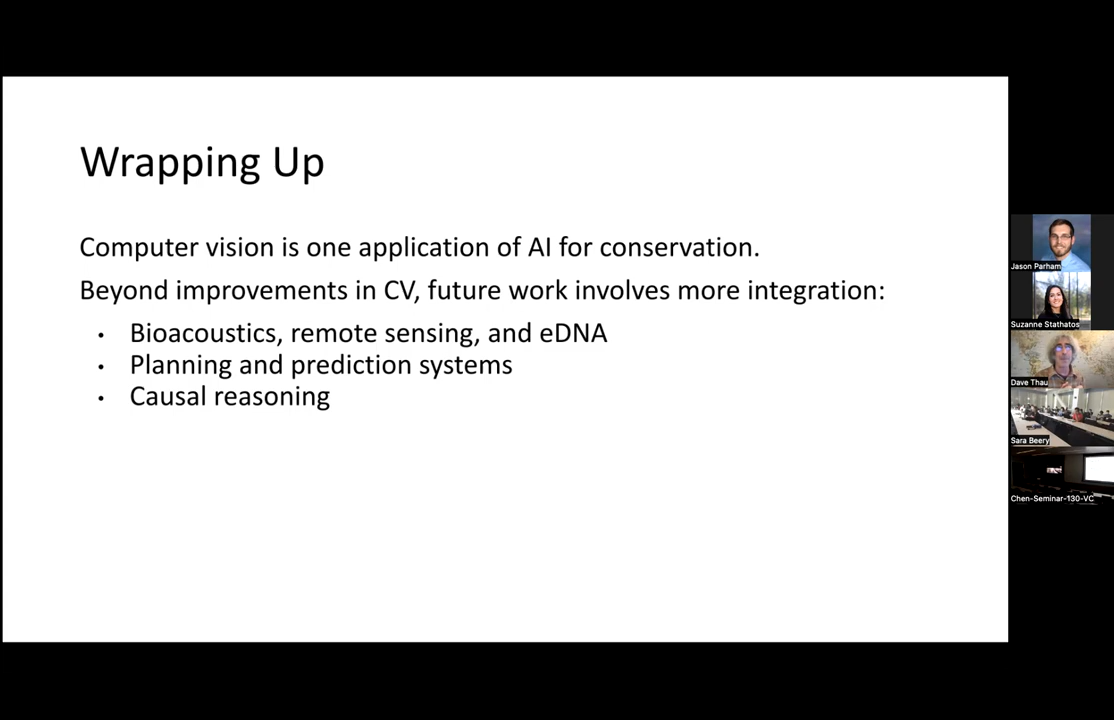 Wrapping Up
Computer vision is one application of AI for conservation.
Beyond improvements in CV, future work involves more integration:
• Bioacoustics, remote sensing, and eDNA
• Planning and prediction systems
• Causal reasoning
Jason Parham
Suzanne Stathatos
Dave Thau
Sara Beery
Chen-Seminar-130-VC